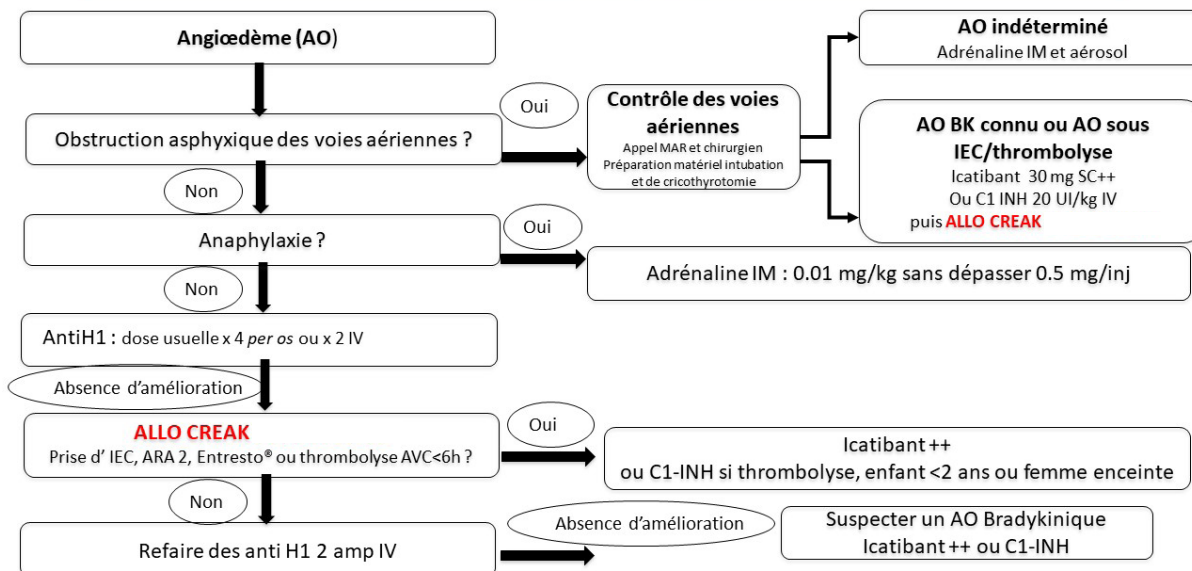 Angiœdème (AO)
AO indéterminé
Adrénaline IM et aérosol
Oui
Contrôle des voies
aériennes
Appel MAR et chirurgien
Préparation matériel intubation
et de cricothyrotomie
Obstruction asphyxique des voies aériennes ?
AO BK connu ou AO sous
IEC/thrombolyse
Icatibant 30 mg SC++
Ou C1 INH 20 UI/kg IV
puis ALLO CREAK
Non
Anaphylaxie ?
Oui
Adrénaline IM : 0.01 mg/kg sans dépasser 0.5 mg/inj
Non
AntiH1 : dose usuelle x 4 per os ou x 2 IV
Absence d’amélioration
ALLO CREAK
Prise d’ IEC, ARA 2, Entresto® ou thrombolyse AVC<6h ?
Oui
Icatibant ++
ou C1-INH si thrombolyse, enfant <2 ans ou femme enceinte
Non
Refaire des anti H1 2 amp IV
Absence d’amélioration
Suspecter un AO Bradykinique
Icatibant ++ ou C1-INH